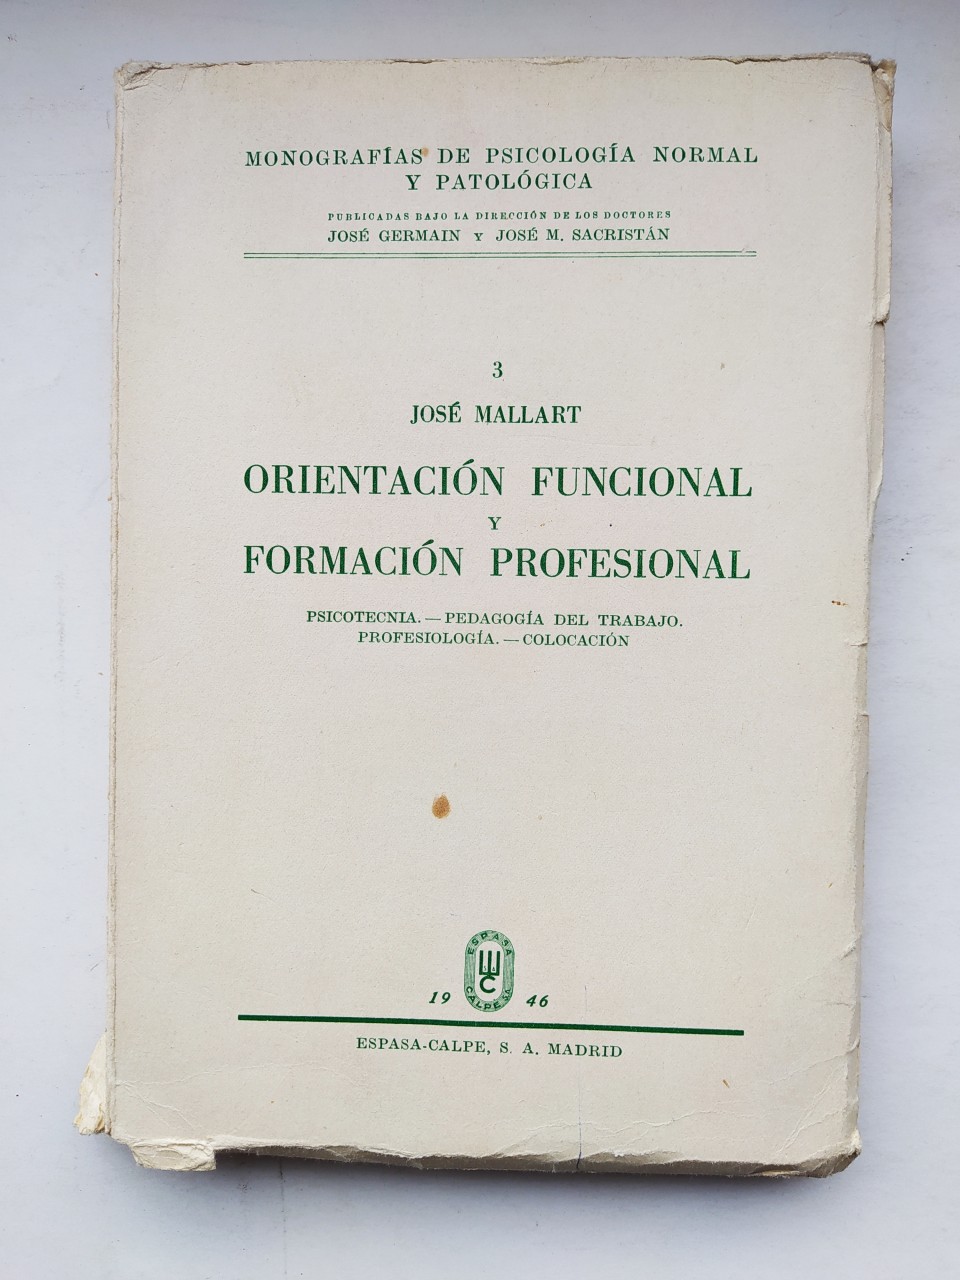 MONOGRAFÍAS DE PSICOLOGÍA NORMAL
Y PATOLÓGICA
PUBLICADAS BAJO LA DIRECCIÓN DE LOS DOCTORES
JOSÉ GERMAIN Y JOSÉ M. SACRISTÁN
3
JOSÉ MALLART
ORIENTACIÓN FUNCIONAL
Y
FORMACIÓN PROFESIONAL
PSICOTECNIA. — PEDAGOGÍA DEL TRABAJO.
PROFESIOLOGÍA. — COLOCACIÓN
ESPASA
CALPE S.A.
19 46
ESPASA-CALPE, S. A. MADRID